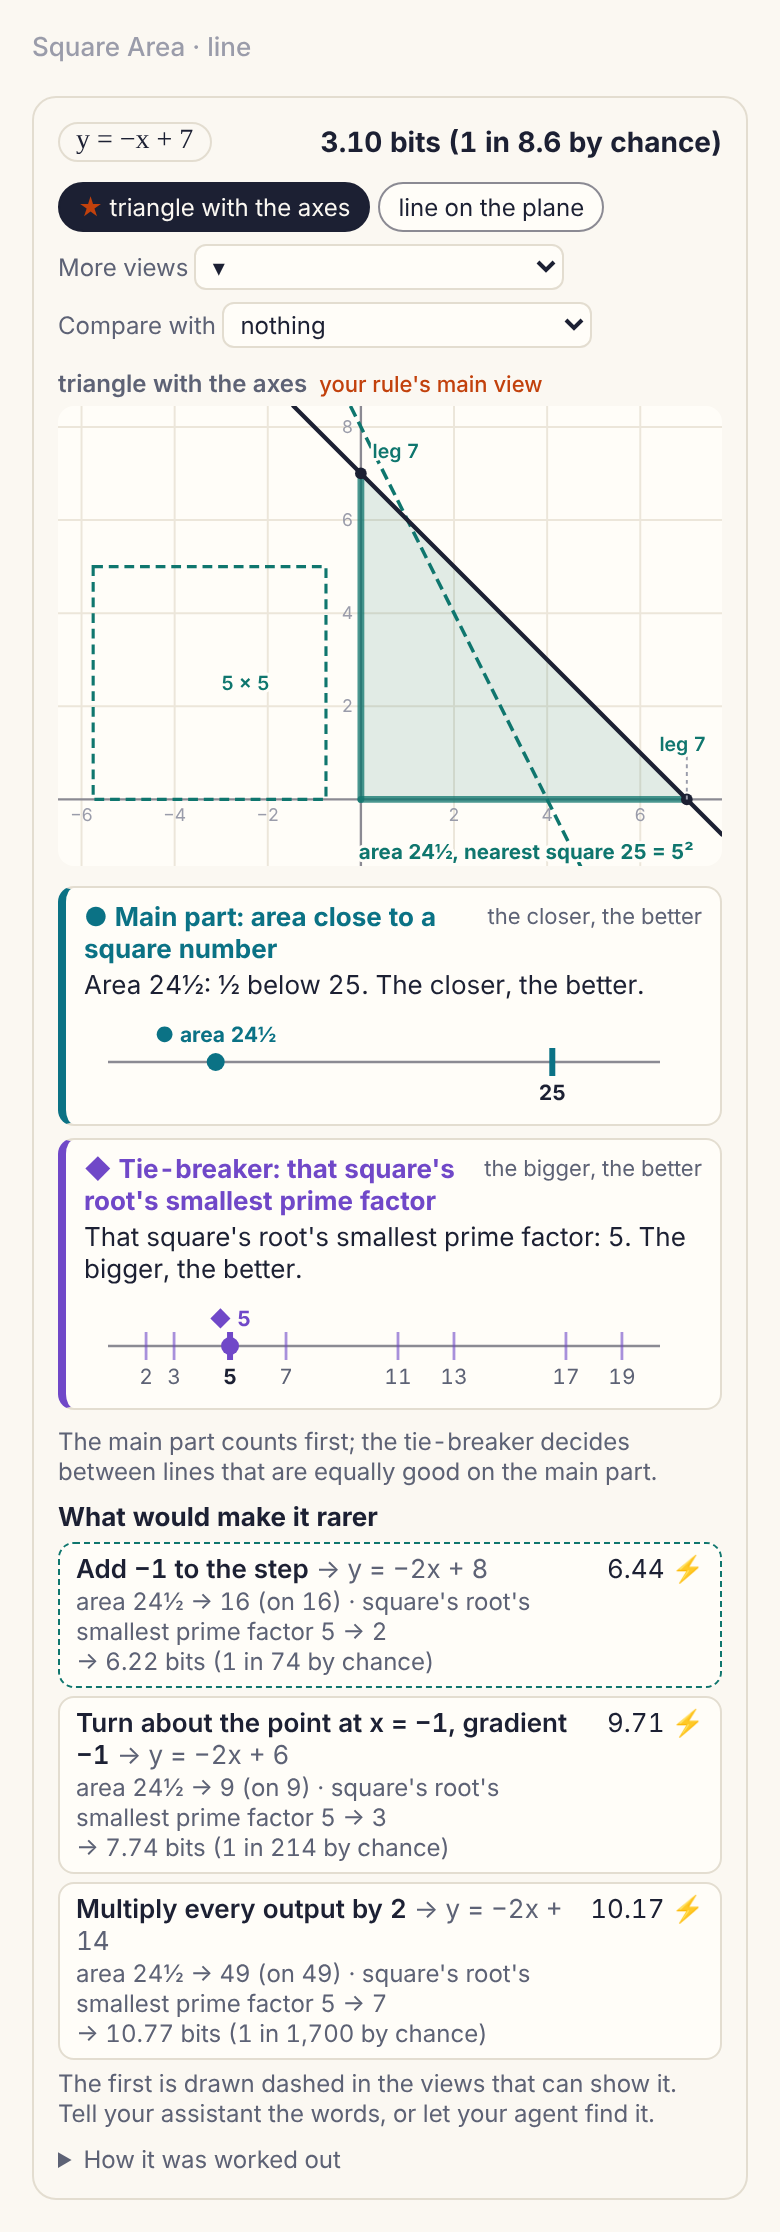 Square Area · line
y = −x + 7
3.10 bits (1 in 8.6 by chance)
★ triangle with the axes
line on the plane
More views ▾
Compare with nothing
triangle with the axes your rule's main view
8
leg 7
6
4
5 × 5
2
leg 7
−6 −4 −2 2 4 6
area 24½, nearest square 25 = 5²
Main part: area close to a square number
the closer, the better
Area 24½: ½ below 25. The closer, the better.
area 24½
25
Tie-breaker: that square's root's smallest prime factor
the bigger, the better
That square's root's smallest prime factor: 5. The
bigger, the better.
5
2 3 5 7 11 13 17 19
The main part counts first; the tie-breaker decides
between lines that are equally good on the main part.
What would make it rarer
Add −1 to the step → y = −2x + 8 6.44 ⚡
area 24½ → 16 (on 16) · square's root's
smallest prime factor 5 → 2
→ 6.22 bits (1 in 74 by chance)
Turn about the point at x = −1, gradient 9.71 ⚡
−1 → y = −2x + 6
area 24½ → 9 (on 9) · square's root's
smallest prime factor 5 → 3
→ 7.74 bits (1 in 214 by chance)
Multiply every output by 2 → y = −2x + 10.17 ⚡
14
area 24½ → 49 (on 49) · square's root's
smallest prime factor 5 → 7
→ 10.77 bits (1 in 1,700 by chance)
The first is drawn dashed in the views that can show it.
Tell your assistant the words, or let your agent find it.
▶ How it was worked out